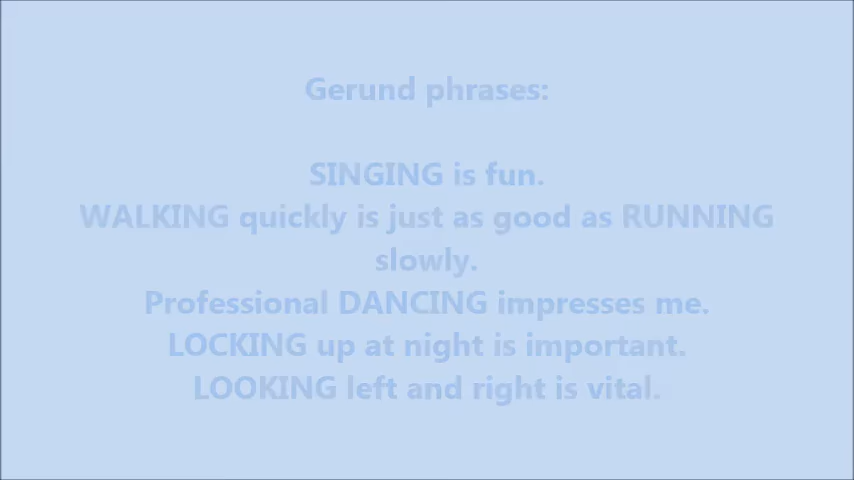 Gerund phrases:
SINGING is fun.
WALKING quickly is just as good as RUNNING
slowly.
Professional DANCING impresses me.
LOCKING up at night is important.
LOOKING left and right is vital.